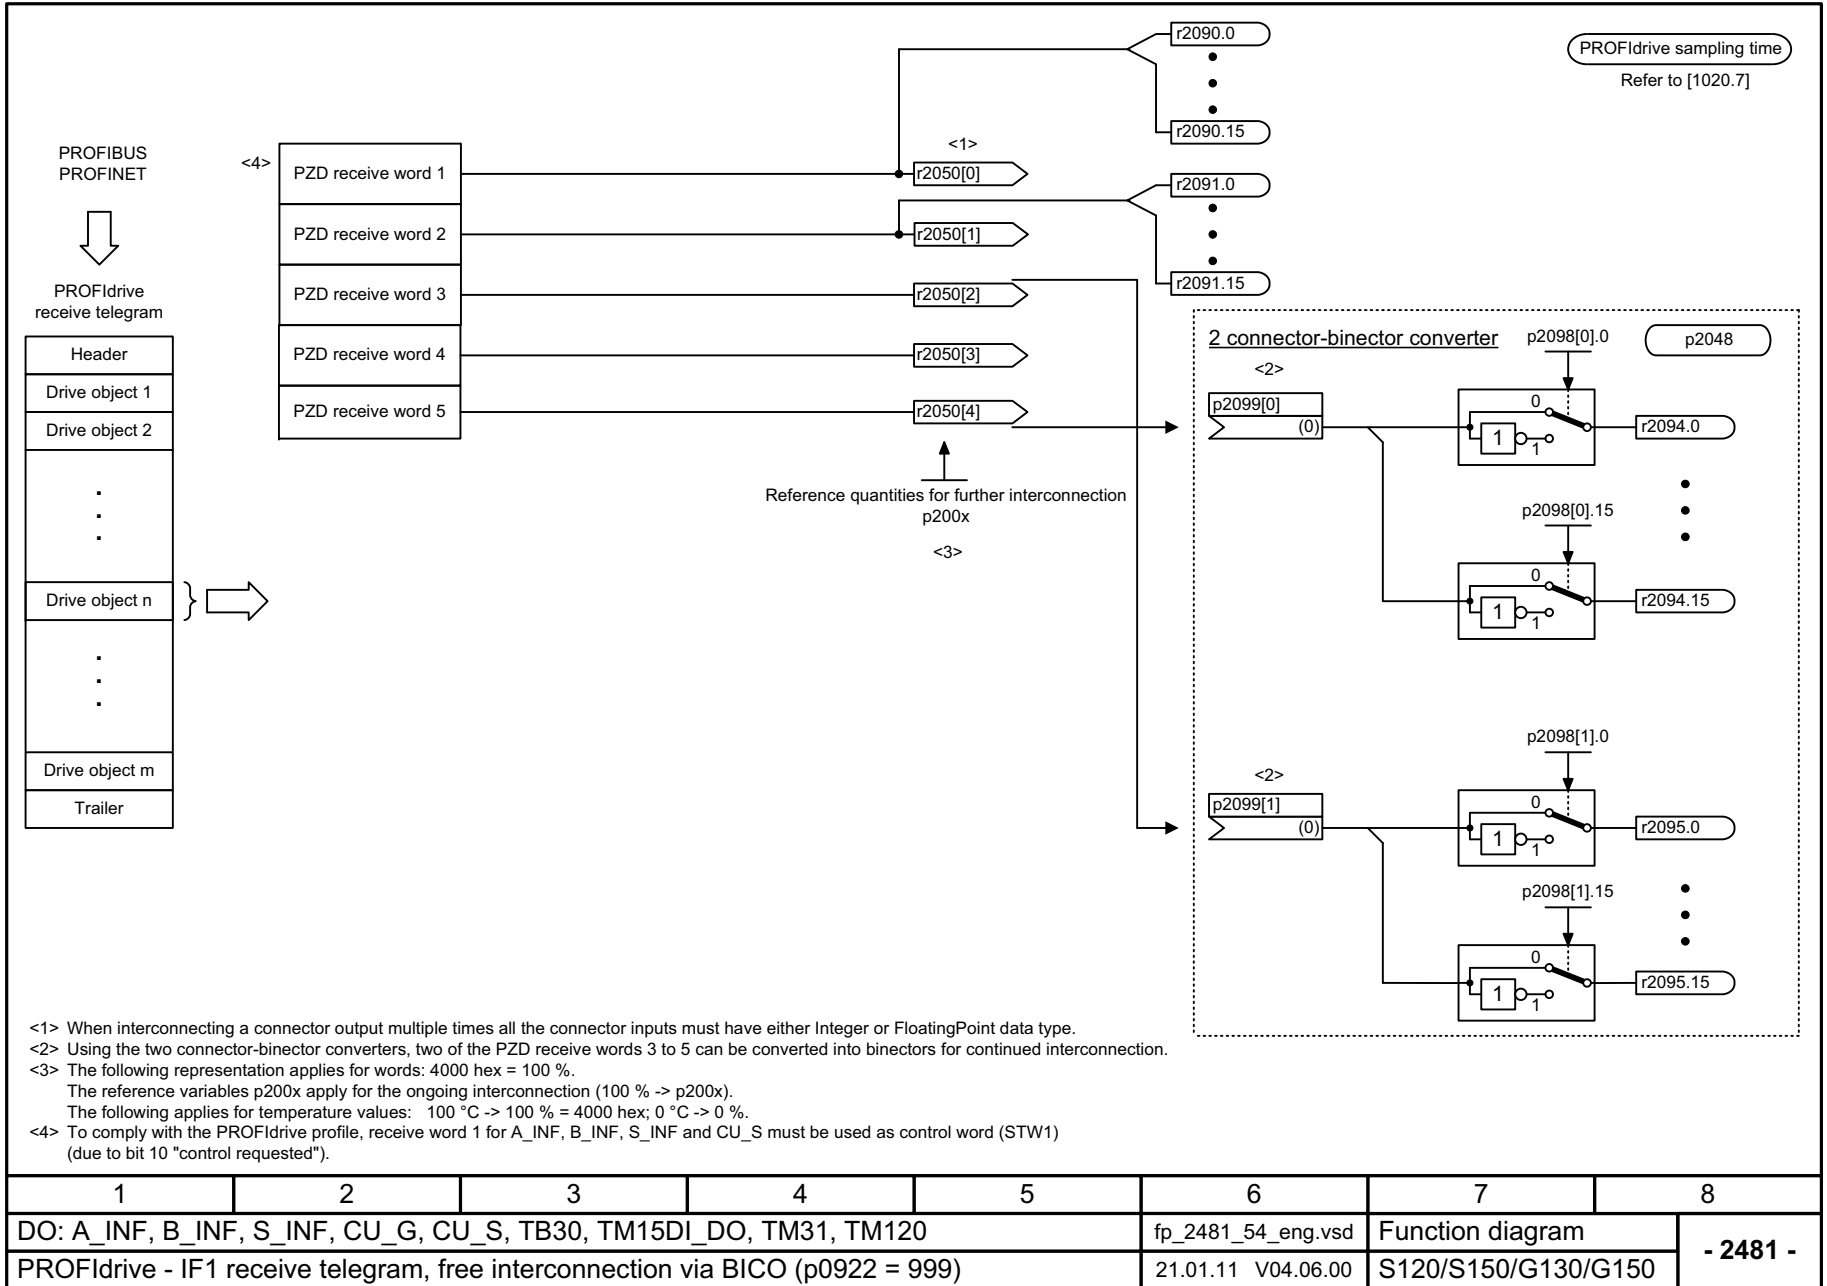 PROFIBUS
PROFINET
PROFIdrive
receive telegram
Header
Drive object 1
Drive object 2
Drive object n
Drive object m
Trailer
<4>
PZD receive word 1
PZD receive word 2
PZD receive word 3
PZD receive word 4
PZD receive word 5
<1>
r2050[0]
r2050[1]
r2050[2]
r2050[3]
r2050[4]
Reference quantities for further interconnection
p200x
<3>
r2090.0
r2090.15
r2091.0
r2091.15
PROFIdrive sampling time
Refer to [1020.7]
2 connector-binector converter
p2048
<2>
p2099[0]
(0)
p2098[0].0
0
1
1
r2094.0
p2098[0].15
0
1
1
r2094.15
<2>
p2099[1]
(0)
p2098[1].0
0
1
1
r2095.0
p2098[1].15
0
1
1
r2095.15
<1> When interconnecting a connector output multiple times all the connector inputs must have either Integer or FloatingPoint data type.
<2> Using the two connector-binector converters, two of the PZD receive words 3 to 5 can be converted into binectors for continued interconnection.
<3> The following representation applies for words: 4000 hex = 100 %.
The reference variables p200x apply for the ongoing interconnection (100 % -> p200x).
The following applies for temperature values: 100 °C -> 100 % = 4000 hex; 0 °C -> 0 %.
<4> To comply with the PROFIdrive profile, receive word 1 for A_INF, B_INF, S_INF and CU_S must be used as control word (STW1)
(due to bit 10 "control requested").
1 2 3 4 5 6 7 8
DO: A_INF, B_INF, S_INF, CU_G, CU_S, TB30, TM15DI_DO, TM31, TM120
fp_2481_54_eng.vsd
Function diagram
- 2481 -
PROFIdrive - IF1 receive telegram, free interconnection via BICO (p0922 = 999)
21.01.11 V04.06.00
S120/S150/G130/G150